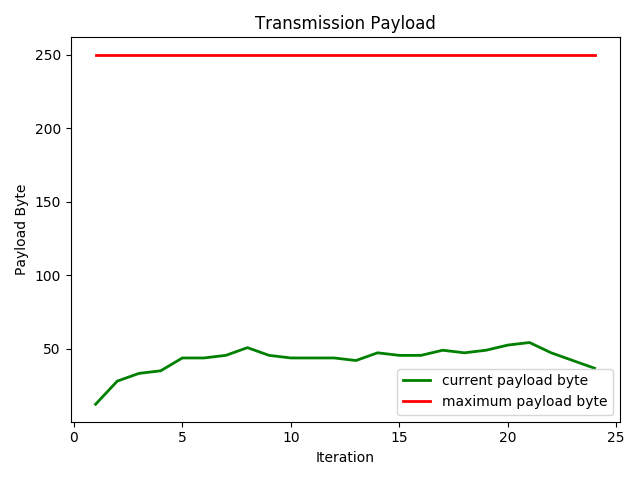 Transmission Payload
250
200
150
100
50
Payload Byte
current payload byte
maximum payload byte
0 5 10 15 20 25
Iteration